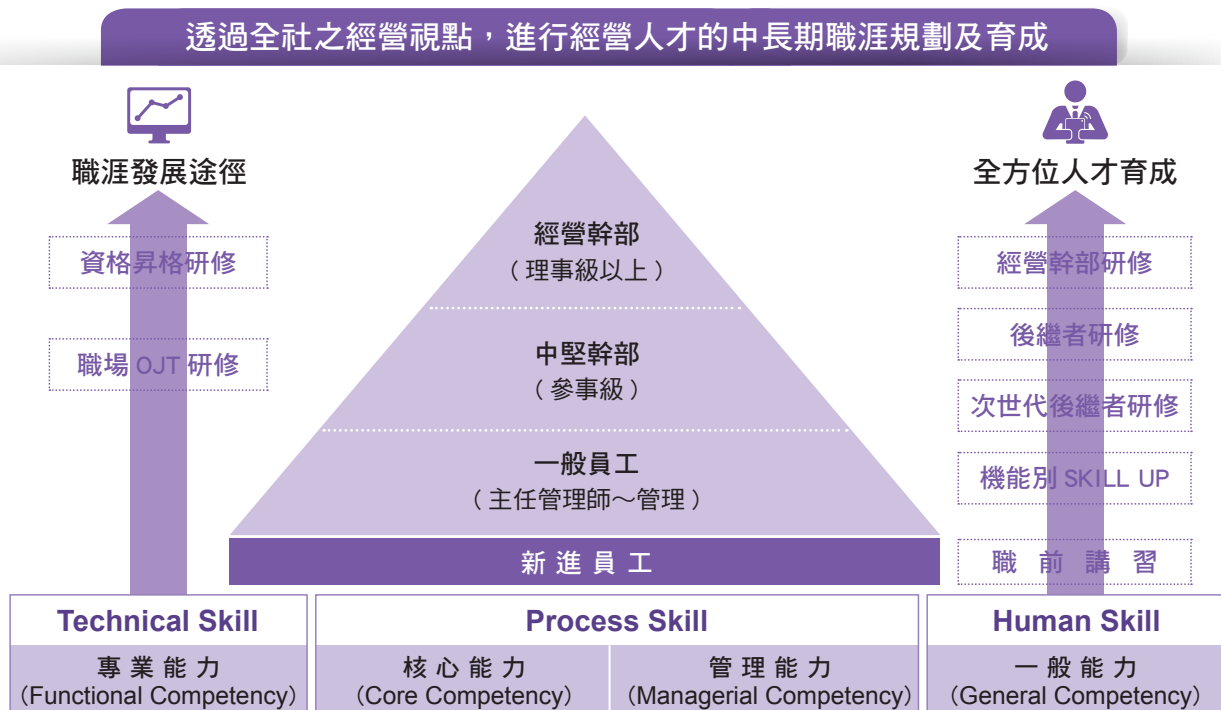 透過全社之經營視點，進行經營人才的中長期職涯規劃及育成
職涯發展途徑
資格昇格研修
職場 OJT 研修
經營幹部
（理事級以上）
中堅幹部
（參事級）
一般員工
（主任管理師～管理）
新進員工
全方位人才育成
經營幹部研修
後繼者研修
次世代後繼者研修
機能別 SKILL UP
職前講習
Technical Skill
專業能力
(Functional Competency)
Process Skill
核心能力
(Core Competency)
管理能力
(Managerial Competency)
Human Skill
一般能力
(General Competency)